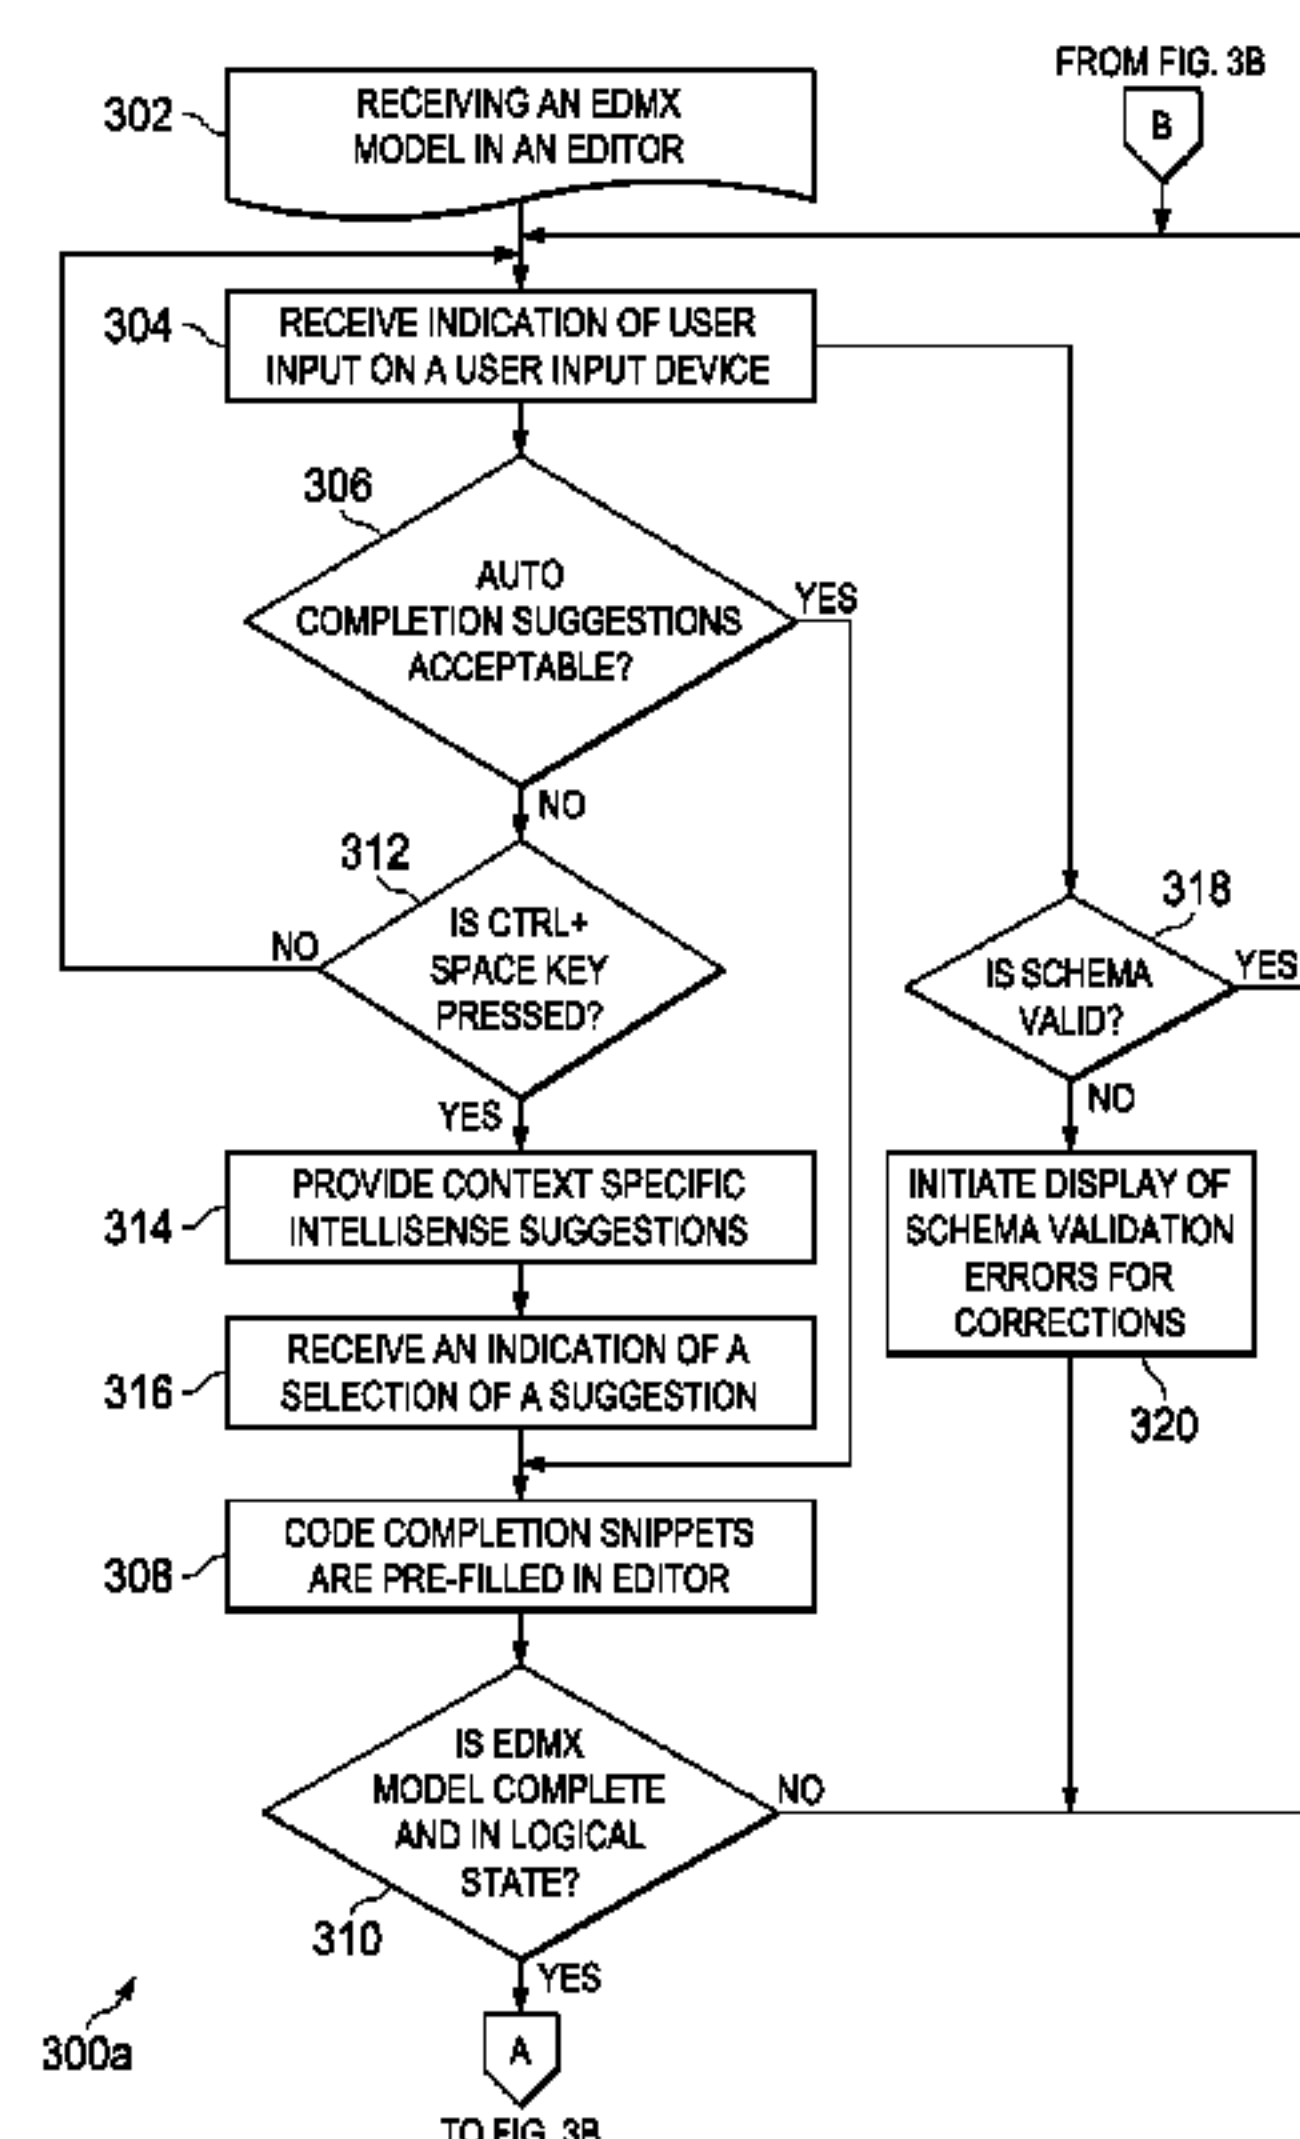 FROM FIG. 3B
B
302
RECEIVING AN EDMX
MODEL IN AN EDITOR
304
RECEIVE INDICATION OF USER
INPUT ON A USER INPUT DEVICE
306
AUTO
COMPLETION SUGGESTIONS
ACCEPTABLE?
YES
NO
312
IS CTRL+
SPACE KEY
PRESSED?
NO
YES
318
IS SCHEMA
VALID?
YES
NO
314
PROVIDE CONTEXT SPECIFIC
INTELLISENSE SUGGESTIONS
INITIATE DISPLAY OF
SCHEMA VALIDATION
ERRORS FOR
CORRECTIONS
320
316
RECEIVE AN INDICATION OF A
SELECTION OF A SUGGESTION
308
CODE COMPLETION SNIPPETS
ARE PRE-FILLED IN EDITOR
IS EDMX
MODEL COMPLETE
AND IN LOGICAL
STATE?
NO
310
YES
300a
A
TO FIG. 3B